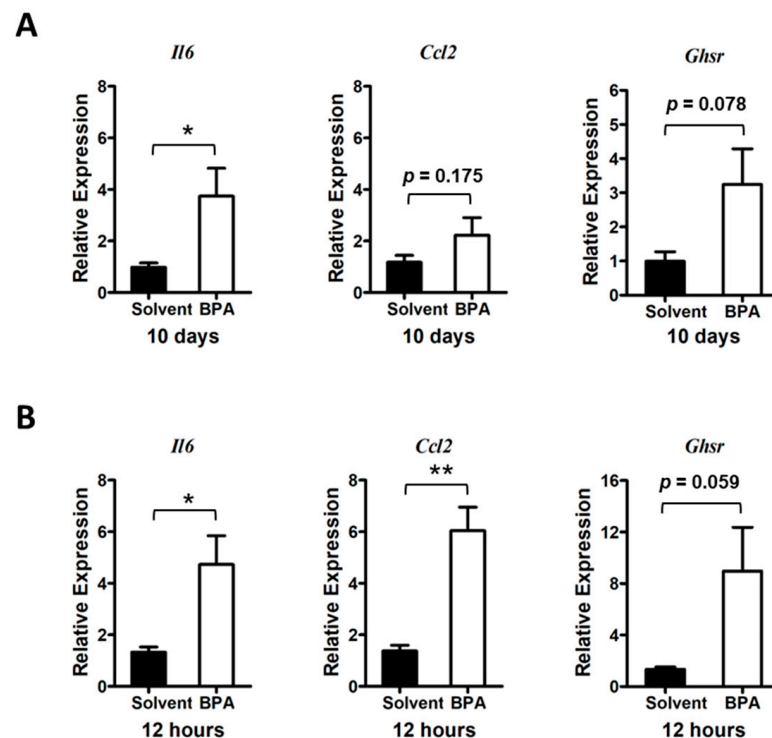 A
Il6 Ccl2 Ghsr
Relative Expression
8
6
4
2
0
*
Solvent BPA
10 days
Relative Expression
8
6
4
2
0
p = 0.175
Solvent BPA
10 days
Relative Expression
6
5
4
3
2
1
0
p = 0.078
Solvent BPA
10 days
B
Il6 Ccl2 Ghsr
Relative Expression
8
6
4
2
0
*
Solvent BPA
12 hours
Relative Expression
8
6
4
2
0
**
Solvent BPA
12 hours
Relative Expression
16
12
8
4
0
p = 0.059
Solvent BPA
12 hours